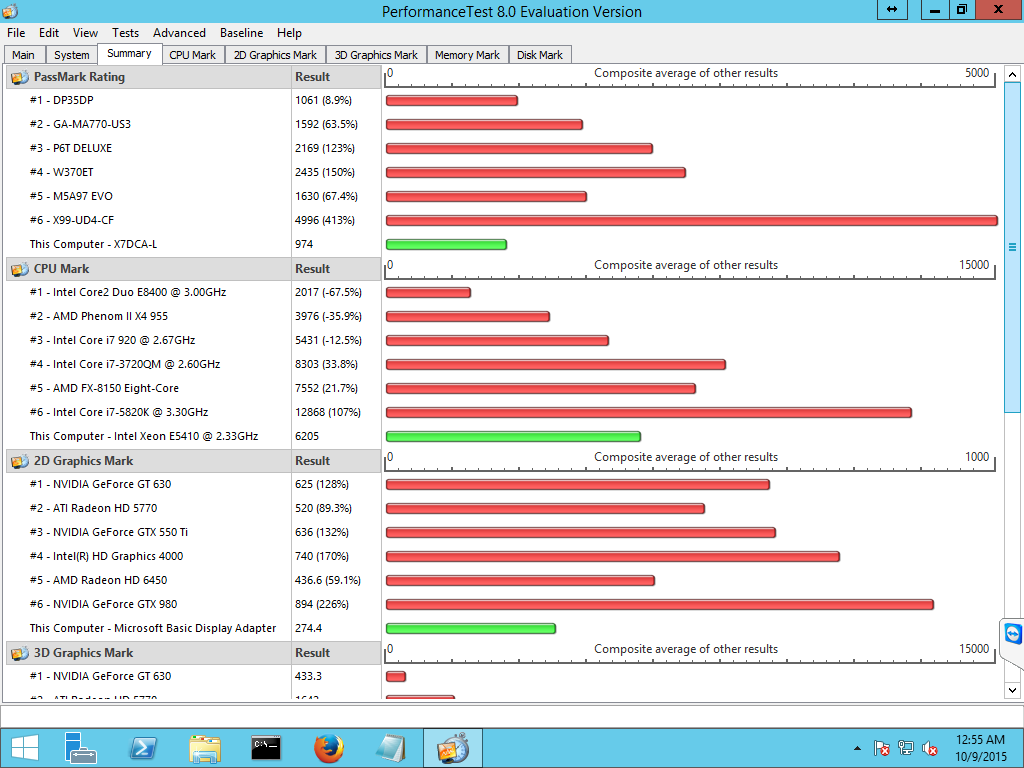 PerformanceTest 8.0 Evaluation Version
File Edit View Tests Advanced Baseline Help
Main System Summary CPU Mark 2D Graphics Mark 3D Graphics Mark Memory Mark Disk Mark
PassMark Rating Result 0 Composite average of other results 5000
#1 - DP35DP 1061 (8.9%)
#2 - GA-MA770-US3 1592 (63.5%)
#3 - P6T DELUXE 2169 (123%)
#4 - W370ET 2435 (150%)
#5 - M5A97 EVO 1630 (67.4%)
#6 - X99-UD4-CF 4996 (413%)
This Computer - X7DCA-L 974
CPU Mark Result 0 Composite average of other results 15000
#1 - Intel Core2 Duo E8400 @ 3.00GHz 2017 (-67.5%)
#2 - AMD Phenom II X4 955 3976 (-35.9%)
#3 - Intel Core i7 920 @ 2.67GHz 5431 (-12.5%)
#4 - Intel Core i7-3720QM @ 2.60GHz 8303 (33.8%)
#5 - AMD FX-8150 Eight-Core 7552 (21.7%)
#6 - Intel Core i7-5820K @ 3.30GHz 12868 (107%)
This Computer - Intel Xeon E5410 @ 2.33GHz 6205
2D Graphics Mark Result 0 Composite average of other results 1000
#1 - NVIDIA GeForce GT 630 625 (128%)
#2 - ATI Radeon HD 5770 520 (89.3%)
#3 - NVIDIA GeForce GTX 550 Ti 636 (132%)
#4 - Intel(R) HD Graphics 4000 740 (170%)
#5 - AMD Radeon HD 6450 436.6 (59.1%)
#6 - NVIDIA GeForce GTX 980 894 (226%)
This Computer - Microsoft Basic Display Adapter 274.4
3D Graphics Mark Result 0 Composite average of other results 15000
#1 - NVIDIA GeForce GT 630 433.3
#2 - ATI Radeon HD 5770
12:55 AM
10/9/2015